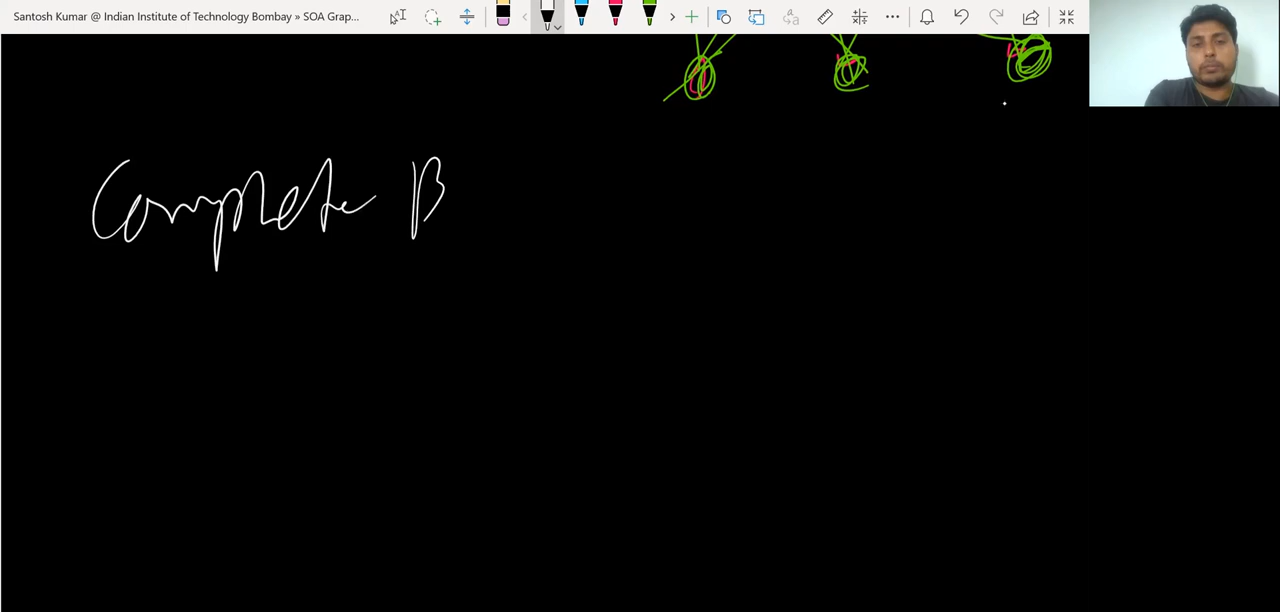 Santosh Kumar @ Indian Institute of Technology Bombay » SOA Grap...
Complete B